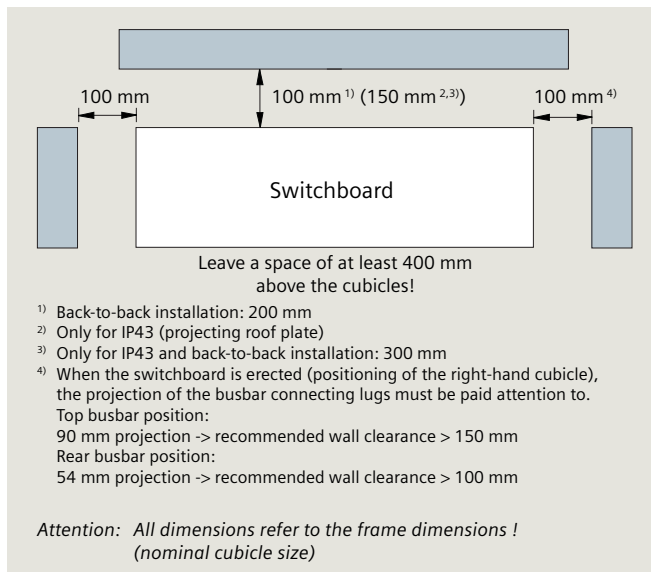 100 mm
100 mm 1) (150 mm 2,3))
100 mm 4)
Switchboard
Leave a space of at least 400 mm
above the cubicles!
1) Back-to-back installation: 200 mm
2) Only for IP43 (projecting roof plate)
3) Only for IP43 and back-to-back installation: 300 mm
4) When the switchboard is erected (positioning of the right-hand cubicle),
the projection of the busbar connecting lugs must be paid attention to.
Top busbar position:
90 mm projection -> recommended wall clearance > 150 mm
Rear busbar position:
54 mm projection -> recommended wall clearance > 100 mm
Attention: All dimensions refer to the frame dimensions !
(nominal cubicle size)